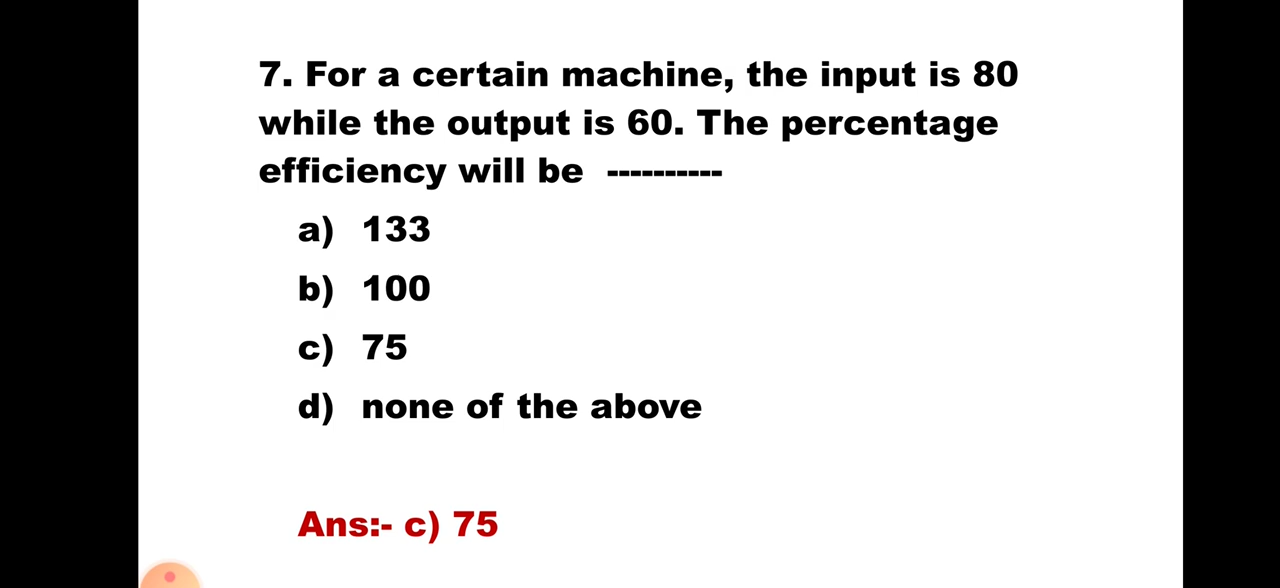 7. For a certain machine, the input is 80
while the output is 60. The percentage
efficiency will be ----------
a) 133
b) 100
c) 75
d) none of the above
Ans:- c) 75